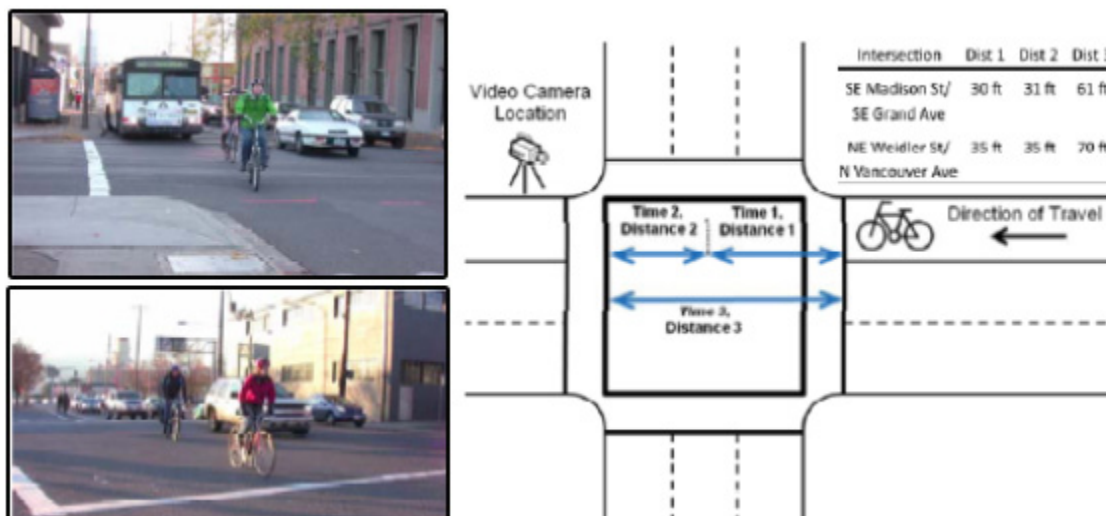 Video Camera
Location
Intersection Dist 1 Dist 2 Dist 3
SE Madison St/ 30 ft 31 ft 61 ft
SE Grand Ave
NE Weidler St/ 35 ft 35 ft 70 ft
N Vancouver Ave
Time 2, Time 1,
Distance 2 Distance 1
Direction of Travel
Time 3,
Distance 3